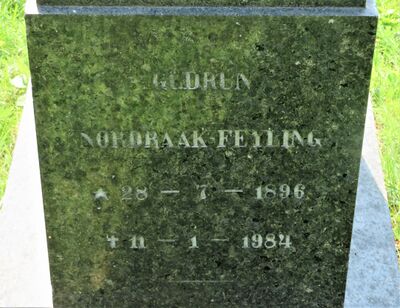 GUDRUN
NORDRAAK-FEYLING
★ 28 – 7 – 1896
✝ 11 – 1 – 1984